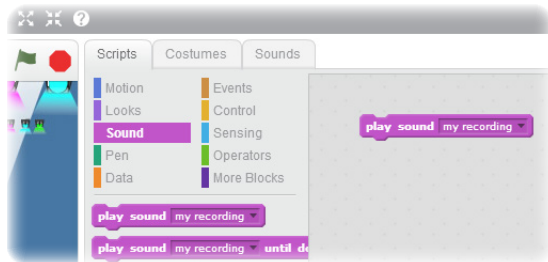 Scripts Costumes Sounds
Motion Events
Looks Control
Sound Sensing
Pen Operators
Data More Blocks
play sound my recording
play sound my recording until
play sound my recording